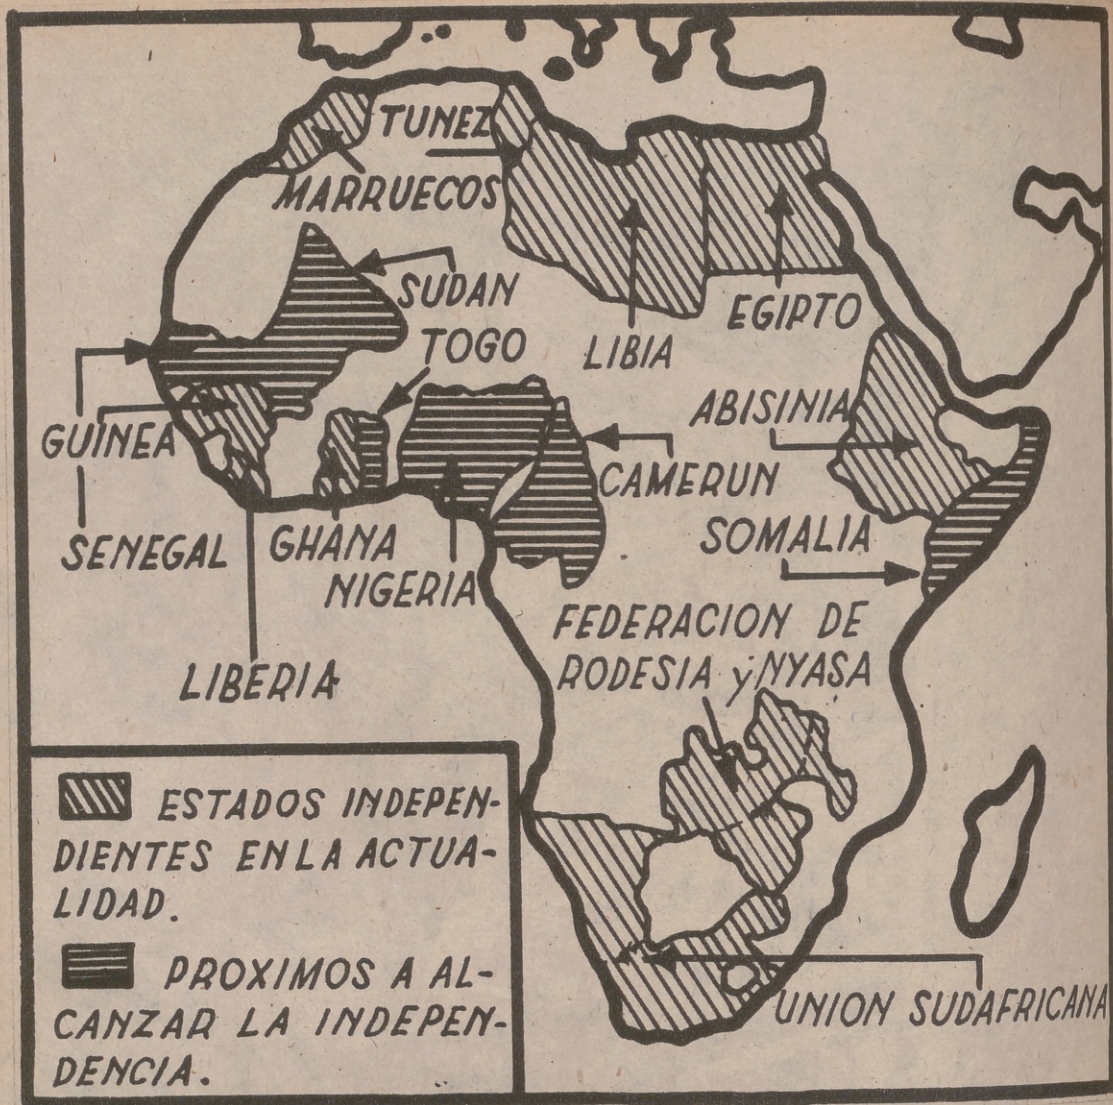 TUNEZ
MARRUECOS
SUDAN
TOGO
EGIPTO
LIBIA
ABISINIA
GUINEA
CAMERUN
SENEGAL
GHANA
SOMALIA
NIGERIA
FEDERACION DE
RODESIA y NYASA
LIBERIA
ESTADOS INDEPEN-
DIENTES EN LA ACTUA-
LIDAD.
PROXIMOS A AL-
CANZAR LA INDEPEN-
DENCIA.
UNION SUDAFRICANA